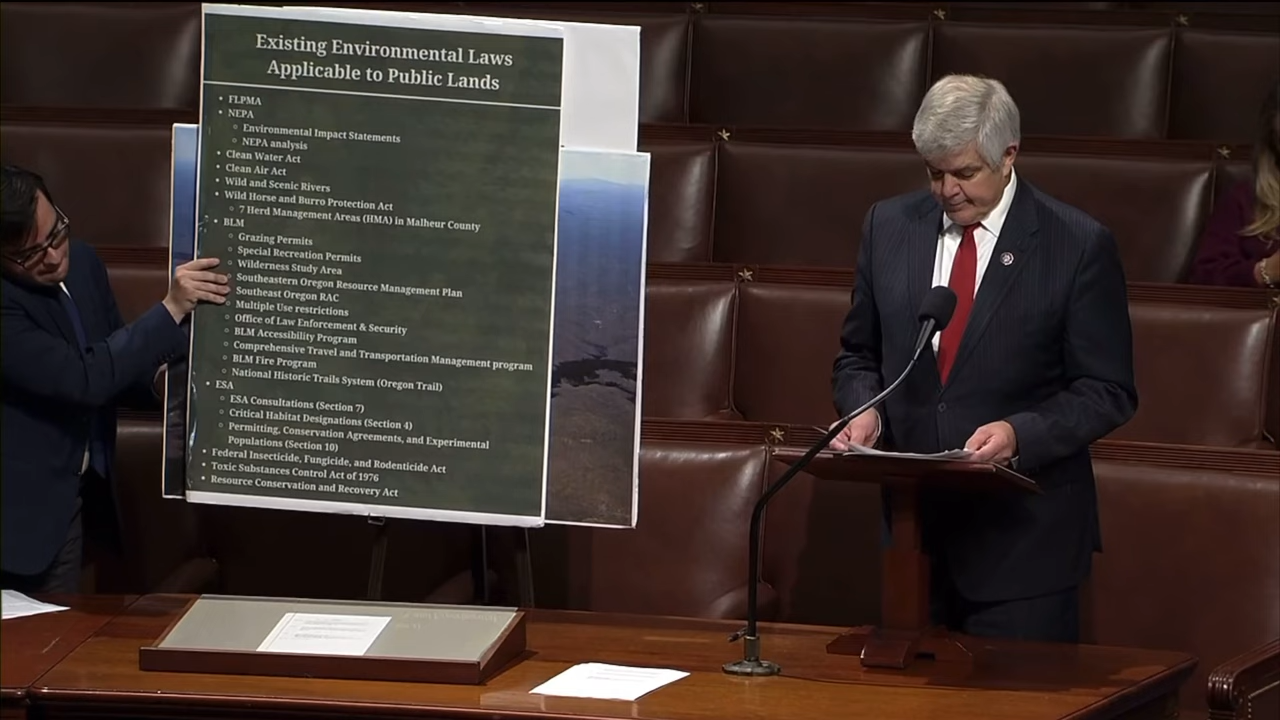 Existing Environmental Laws
Applicable to Public Lands
• FLPMA
• NEPA
◦ Environmental Impact Statements
◦ NEPA analysis
• Clean Water Act
• Clean Air Act
• Wild and Scenic Rivers
• Wild Horse and Burro Protection Act
◦ 7 Herd Management Areas (HMA) in Malheur County
• BLM
◦ Grazing Permits
◦ Special Recreation Permits
◦ Wilderness Study Area
◦ Southeastern Oregon Resource Management Plan
◦ Southeast Oregon RAC
◦ Multiple Use restrictions
◦ Office of Law Enforcement & Security
◦ BLM Accessibility Program
◦ Comprehensive Travel and Transportation Management program
◦ BLM Fire Program
◦ National Historic Trails System (Oregon Trail)
• ESA
◦ ESA Consultations (Section 7)
◦ Critical Habitat Designations (Section 4)
◦ Permitting, Conservation Agreements, and Experimental
Populations (Section 10)
• Federal Insecticide, Fungicide, and Rodenticide Act
• Toxic Substances Control Act of 1976
• Resource Conservation and Recovery Act